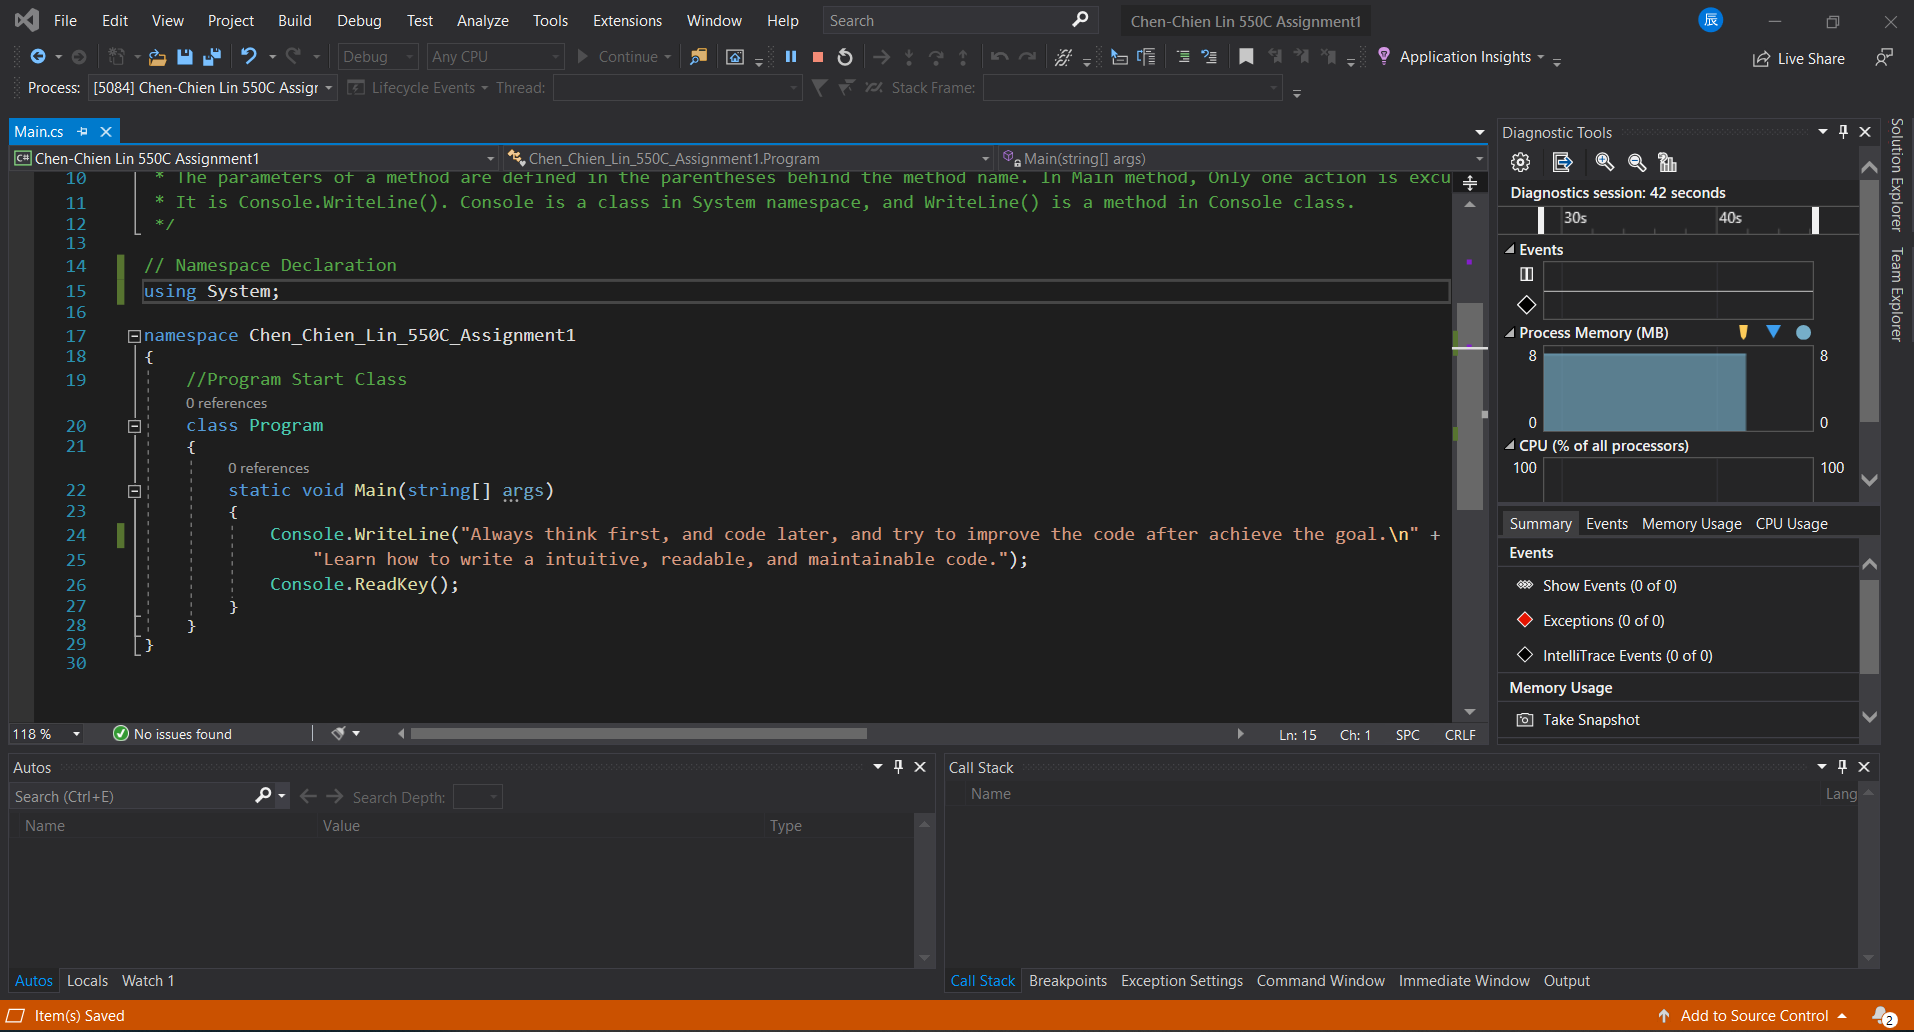 File Edit View Project Build Debug Test Analyze Tools Extensions Window Help Search Chen-Chien Lin 550C Assignment1 辰
Debug Any CPU Continue Application Insights Live Share
Process: [5084] Chen-Chien Lin 550C Assigr Lifecycle Events Thread: Stack Frame:
Main.cs
C# Chen-Chien Lin 550C Assignment1 Chen_Chien_Lin_550C_Assignment1.Program Main(string[] args)
10 * The parameters of a method are defined in the parentheses behind the method name. In Main method, Only one action is excu
11 * It is Console.WriteLine(). Console is a class in System namespace, and WriteLine() is a method in Console class.
12 */
13
14 // Namespace Declaration
15 using System;
16
17 namespace Chen_Chien_Lin_550C_Assignment1
18 {
19 //Program Start Class
0 references
20 class Program
21 {
0 references
22 static void Main(string[] args)
23 {
24 Console.WriteLine("Always think first, and code later, and try to improve the code after achieve the goal.\n" +
25 "Learn how to write a intuitive, readable, and maintainable code.");
26 Console.ReadKey();
27 }
28 }
29 }
30
118 % No issues found Ln: 15 Ch: 1 SPC CRLF
Diagnostic Tools
Diagnostics session: 42 seconds
30s 40s
Events
Process Memory (MB)
8 8
0 0
CPU (% of all processors)
100 100
Summary Events Memory Usage CPU Usage
Events
Show Events (0 of 0)
Exceptions (0 of 0)
IntelliTrace Events (0 of 0)
Memory Usage
Take Snapshot
Solution Explorer
Team Explorer
Autos
Search (Ctrl+E) Search Depth:
Name Value Type
Autos Locals Watch 1
Call Stack
Name Lang
Call Stack Breakpoints Exception Settings Command Window Immediate Window Output
Item(s) Saved Add to Source Control 2